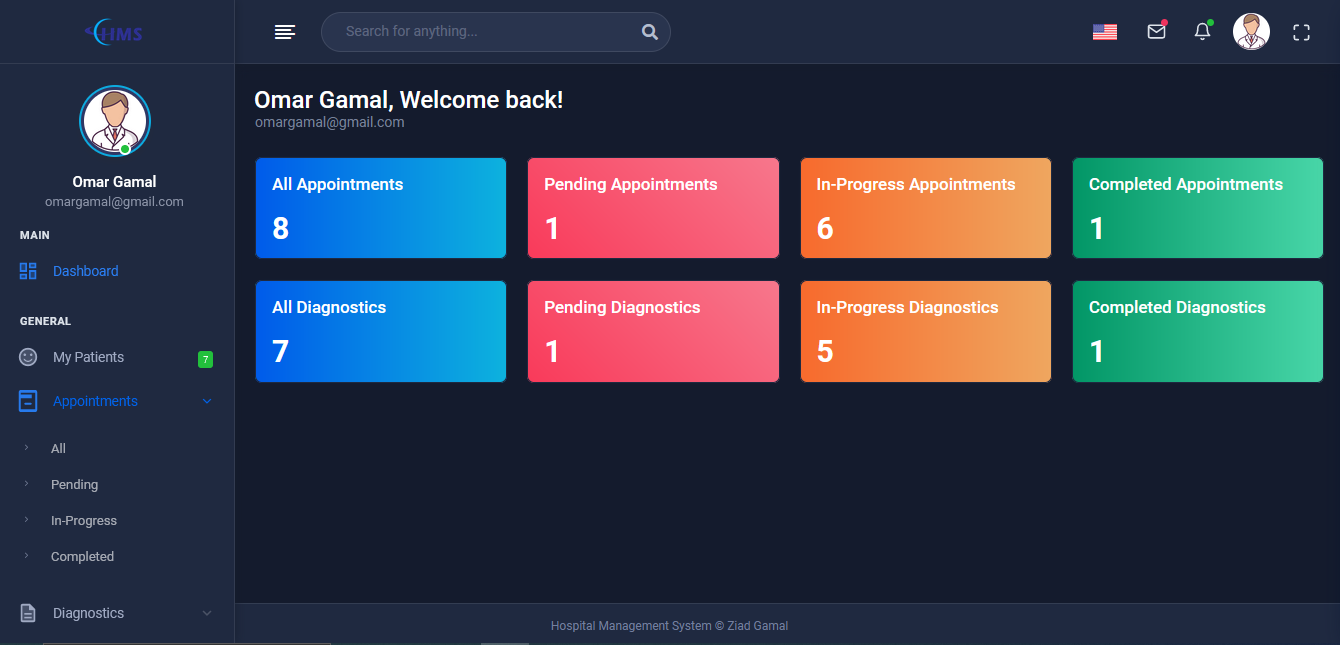 HMS
Search for anything...
Omar Gamal
omargamal@gmail.com
MAIN
Dashboard
GENERAL
My Patients
7
Appointments
All
Pending
In-Progress
Completed
Diagnostics
Omar Gamal, Welcome back!
omargamal@gmail.com
All Appointments
8
Pending Appointments
1
In-Progress Appointments
6
Completed Appointments
1
All Diagnostics
7
Pending Diagnostics
1
In-Progress Diagnostics
5
Completed Diagnostics
1
Hospital Management System © Ziad Gamal